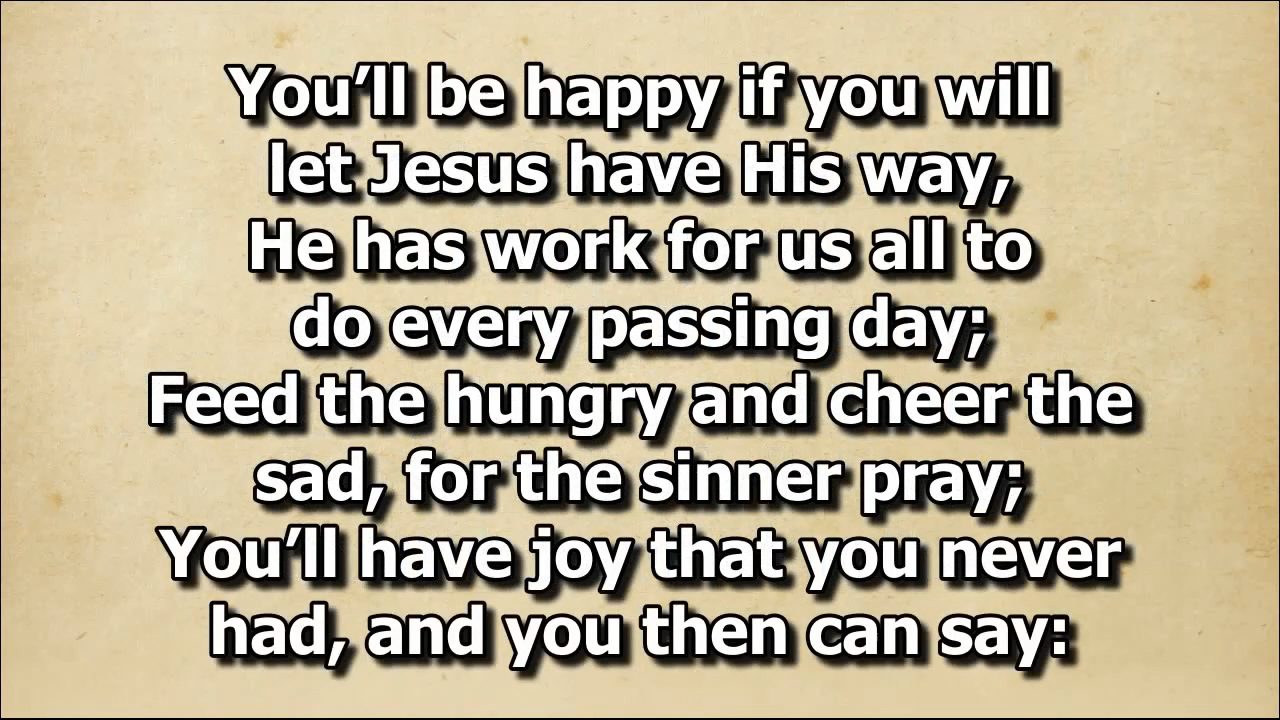 You’ll be happy if you will
let Jesus have His way,
He has work for us all to
do every passing day;
Feed the hungry and cheer the
sad, for the sinner pray;
You’ll have joy that you never
had, and you then can say: